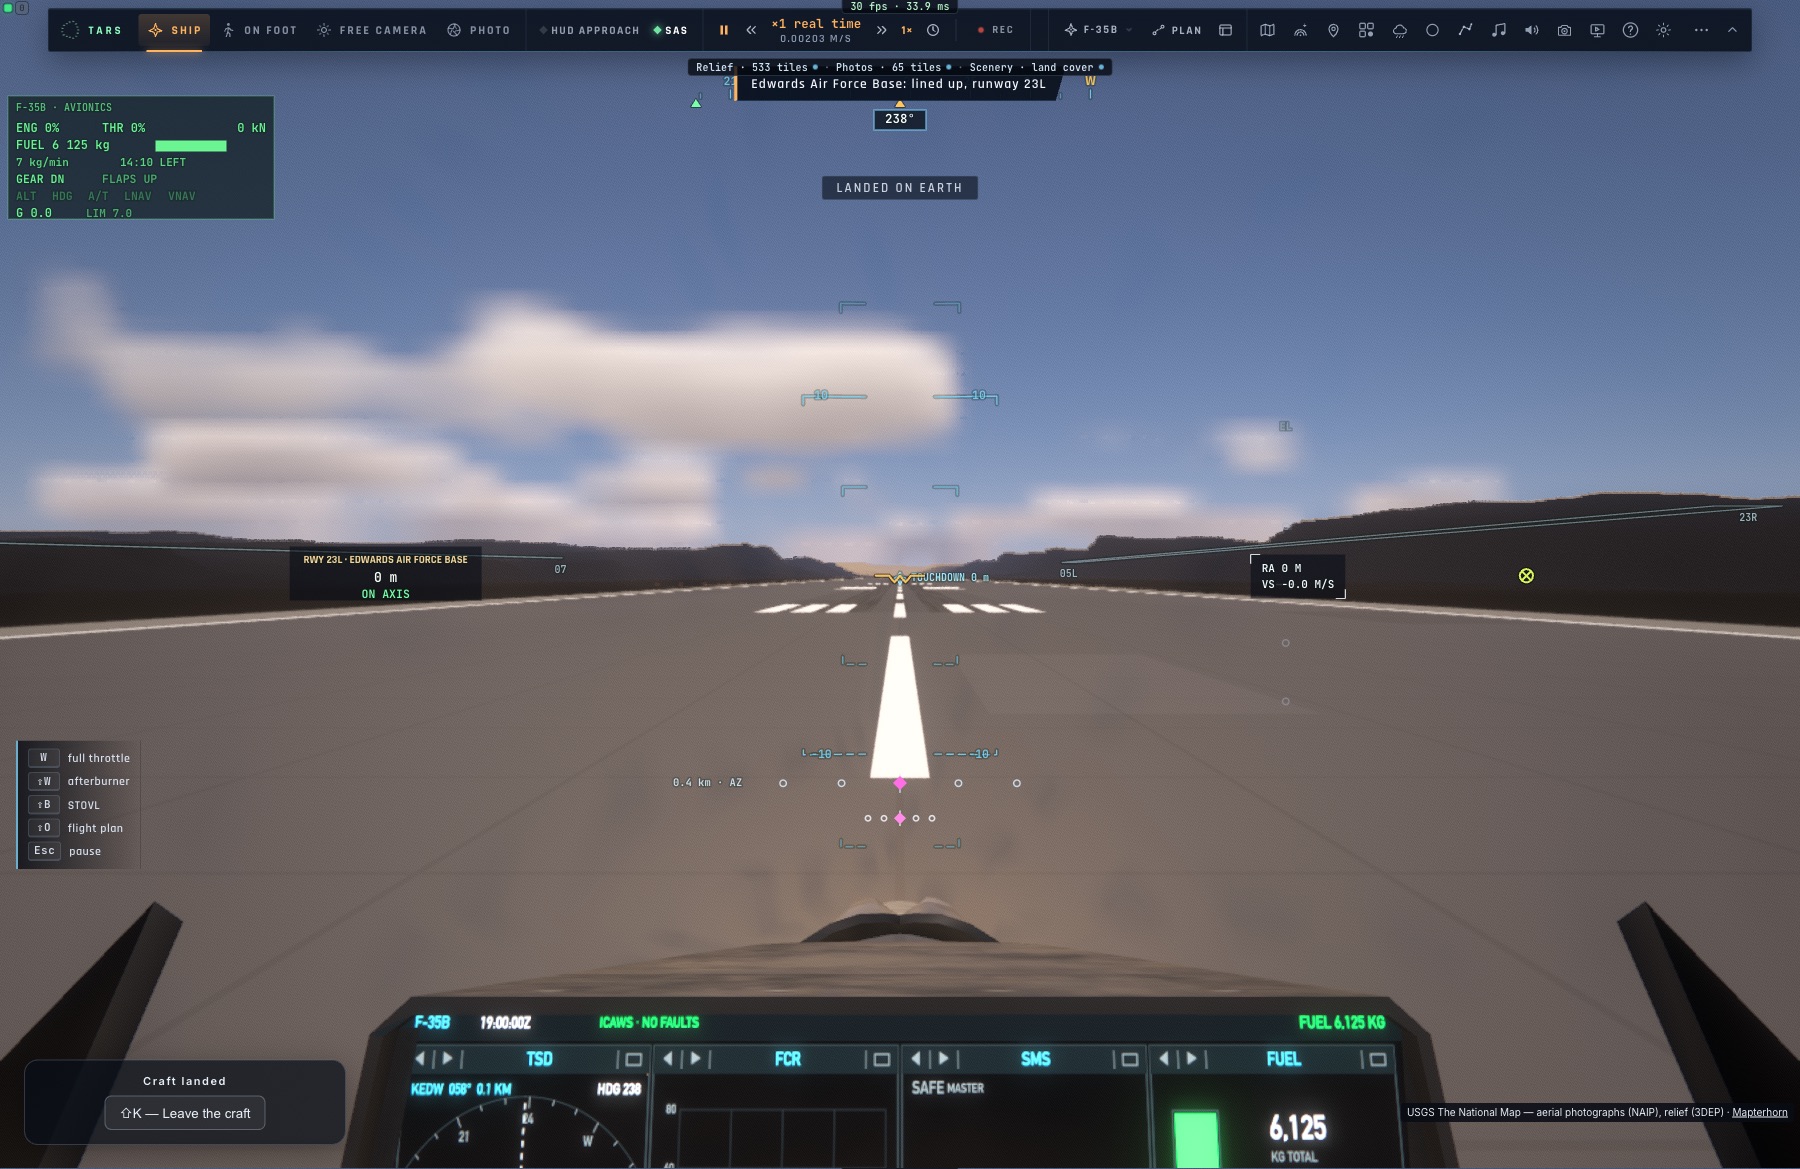 30 fps · 33.9 ms
TARS SHIP ON FOOT FREE CAMERA PHOTO HUD APPROACH SAS ×1 real time 1× REC F-35B PLAN
0.00203 M/S
Relief · 533 tiles · Photos · 65 tiles · Scenery · land cover
21 Edwards Air Force Base: lined up, runway 23L W
238°
F-35B · AVIONICS
ENG 0% THR 0% 0 kN
FUEL 6 125 kg
7 kg/min 14:10 LEFT
GEAR DN FLAPS UP
ALT HDG A/T LNAV VNAV
G 0.0 LIM 7.0
LANDED ON EARTH
10 10
EL
23R
RWY 23L · EDWARDS AIR FORCE BASE
0 m
ON AXIS
07
TOUCHDOWN 0 m
05L
RA 0 M
VS -0.0 M/S
-10 -10
0.4 km · AZ
W full throttle
⇧W afterburner
⇧B STOVL
⇧O flight plan
Esc pause
F-35B 19:00:00Z ICAWS · NO FAULTS FUEL 6,125 KG
TSD FCR SMS FUEL
KEDW 058° 0.1 KM HDG 238
SAFE MASTER
21 24 W
80
60
6,125
KG TOTAL
Craft landed
⇧K — Leave the craft
USGS The National Map — aerial photographs (NAIP), relief (3DEP) · Mapterhorn